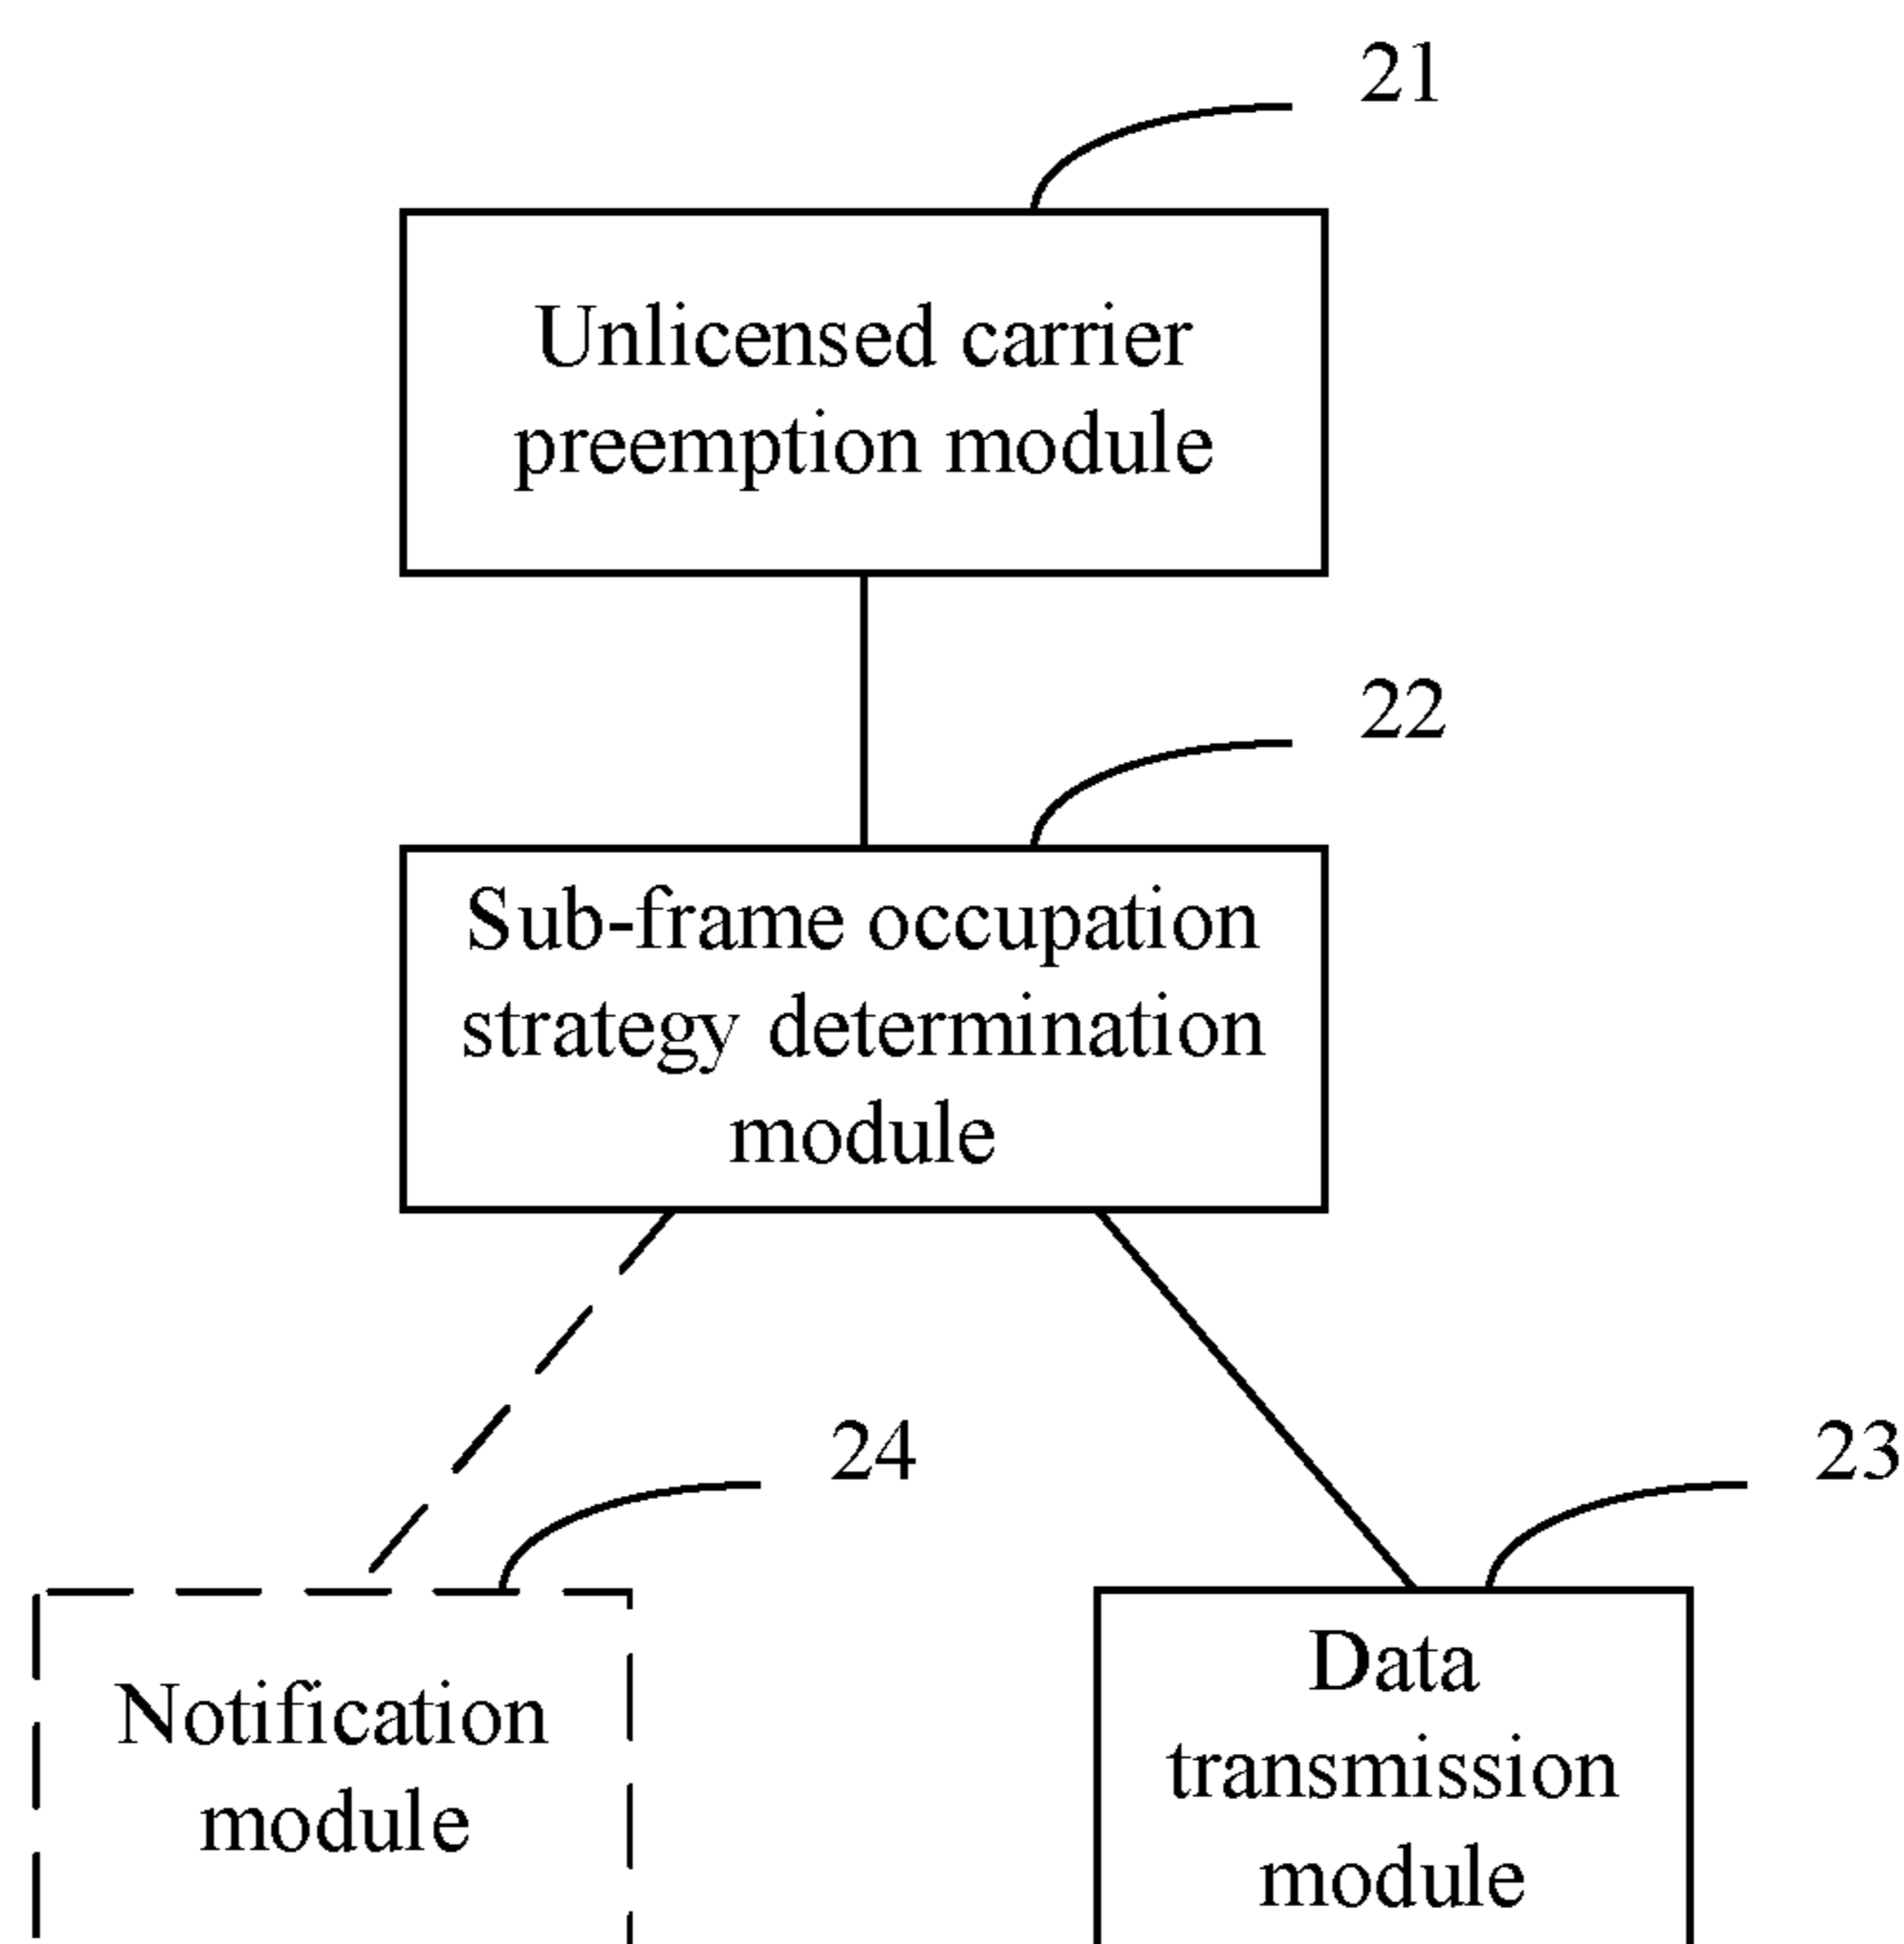 21
Unlicensed carrier
preemption module
22
Sub-frame occupation
strategy determination
module
24
23
Notification
module
Data
transmission
module